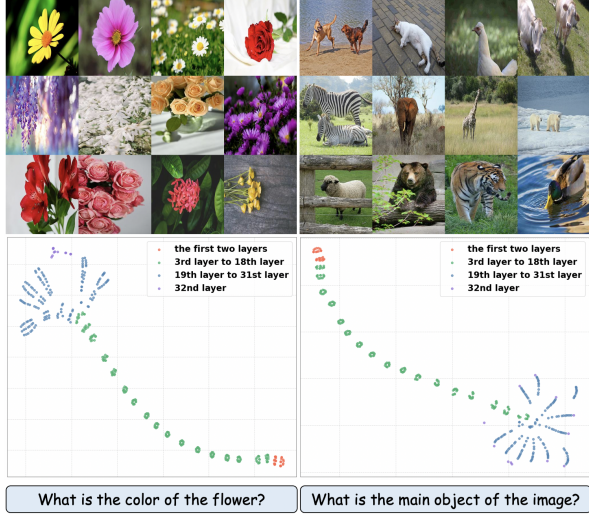 the first two layers
3rd layer to 18th layer
19th layer to 31st layer
32nd layer
the first two layers
3rd layer to 18th layer
19th layer to 31st layer
32nd layer
What is the color of the flower?
What is the main object of the image?